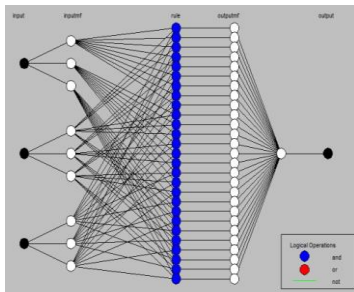 input inputmf rule outputmf output
Logical Operations
and
or
not